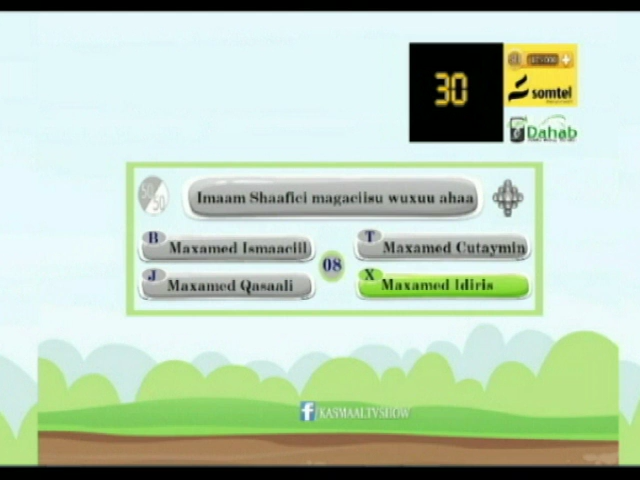 30
somtel
Dahab
50
50
Imaam Shaafici magaciisu wuxuu ahaa
B Maxamed Ismaaciil
T Maxamed Cutaymin
08
J Maxamed Qasaali
X Maxamed Idiris
f KASMAALTVSHOW